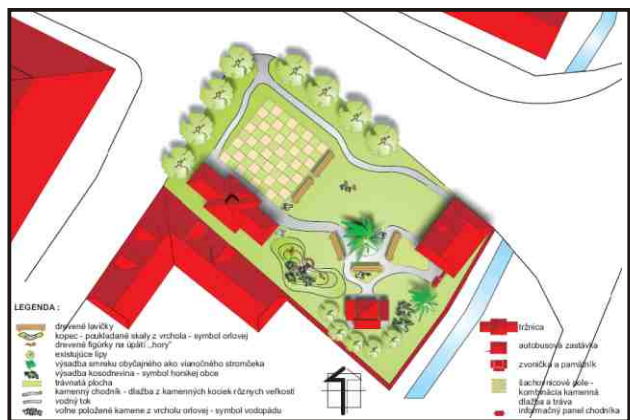 LEGENDA :
drevené lavičky
kopec - poukladané skaly z vrchola - symbol orlovej
drevené figúrky na úpätí ,,hory"
existujúce lipy
výsadba smreku obyčajného ako vianočného stromčeka
výsadba kosodrevina - symbol horskej obce
trávnatá plocha
kamenný chodník - dlažba z kamenných kociek rôznych veľkostí
vodný tok
voľne položené kamene z vrcholu orlovej - symbol vodopádu
tržnica
autobusová zastávka
zvonička a pamätník
šachovnicové pole -
kombinácia kamenná
dlažba a tráva
informačný panel chodníka